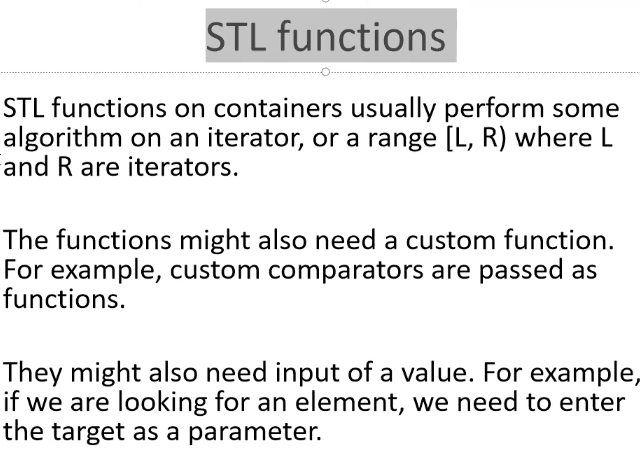 STL functions
STL functions on containers usually perform some
algorithm on an iterator, or a range [L, R) where L
and R are iterators.
The functions might also need a custom function.
For example, custom comparators are passed as
functions.
They might also need input of a value. For example,
if we are looking for an element, we need to enter
the target as a parameter.